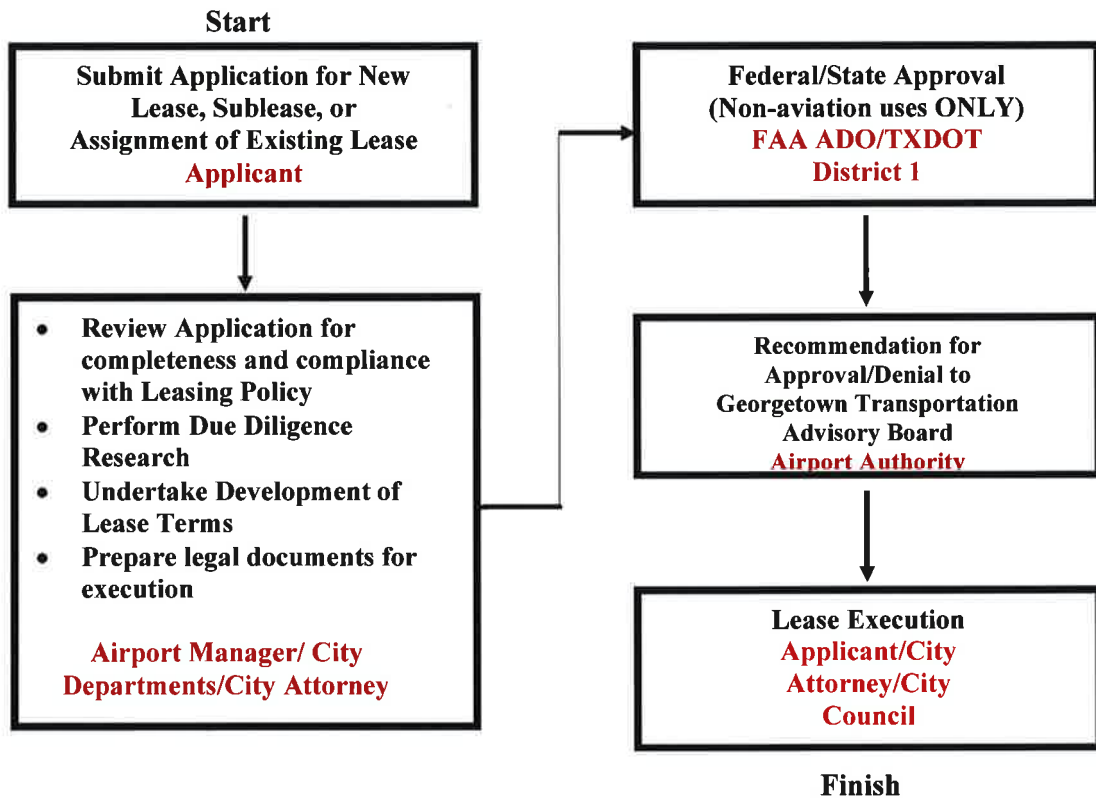 Start
Submit Application for New
Lease, Sublease, or
Assignment of Existing Lease
Applicant
• Review Application for
completeness and compliance
with Leasing Policy
• Perform Due Diligence
Research
• Undertake Development of
Lease Terms
• Prepare legal documents for
execution
Airport Manager/ City
Departments/City Attorney
Federal/State Approval
(Non-aviation uses ONLY)
FAA ADO/TXDOT
District 1
Recommendation for
Approval/Denial to
Georgetown Transportation
Advisory Board
Airport Authority
Lease Execution
Applicant/City
Attorney/City
Council
Finish